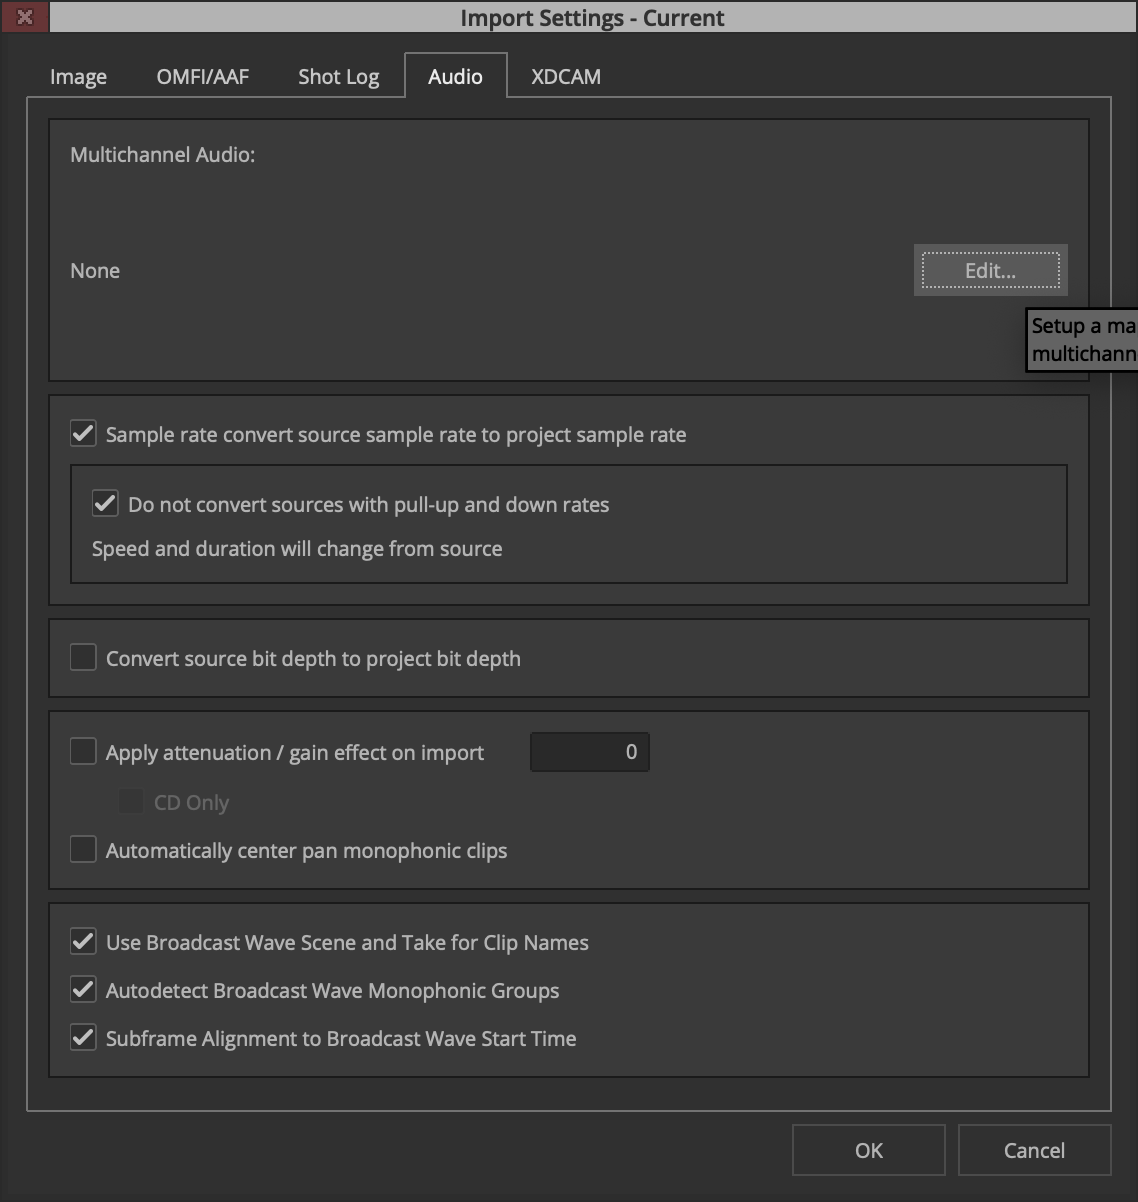 Import Settings - Current
Image OMFI/AAF Shot Log Audio XDCAM
Multichannel Audio:
None
Edit...
Setup a ma
multichann
Sample rate convert source sample rate to project sample rate
Do not convert sources with pull-up and down rates
Speed and duration will change from source
Convert source bit depth to project bit depth
Apply attenuation / gain effect on import 0
CD Only
Automatically center pan monophonic clips
Use Broadcast Wave Scene and Take for Clip Names
Autodetect Broadcast Wave Monophonic Groups
Subframe Alignment to Broadcast Wave Start Time
OK Cancel